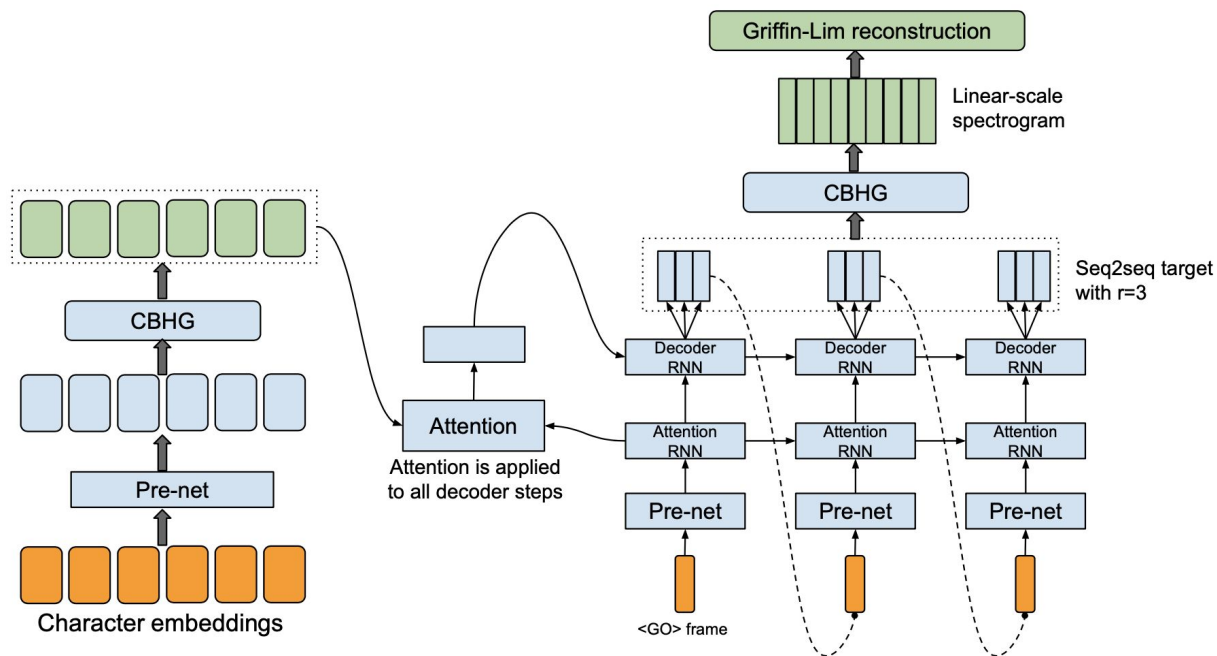 Griffin-Lim reconstruction
Linear-scale
spectrogram
CBHG
Seq2seq target
with r=3
CBHG
Decoder
RNN
Decoder
RNN
Decoder
RNN
Attention
Attention is applied
to all decoder steps
Attention
RNN
Attention
RNN
Attention
RNN
Pre-net
Pre-net
Pre-net
Pre-net
Character embeddings
<GO> frame